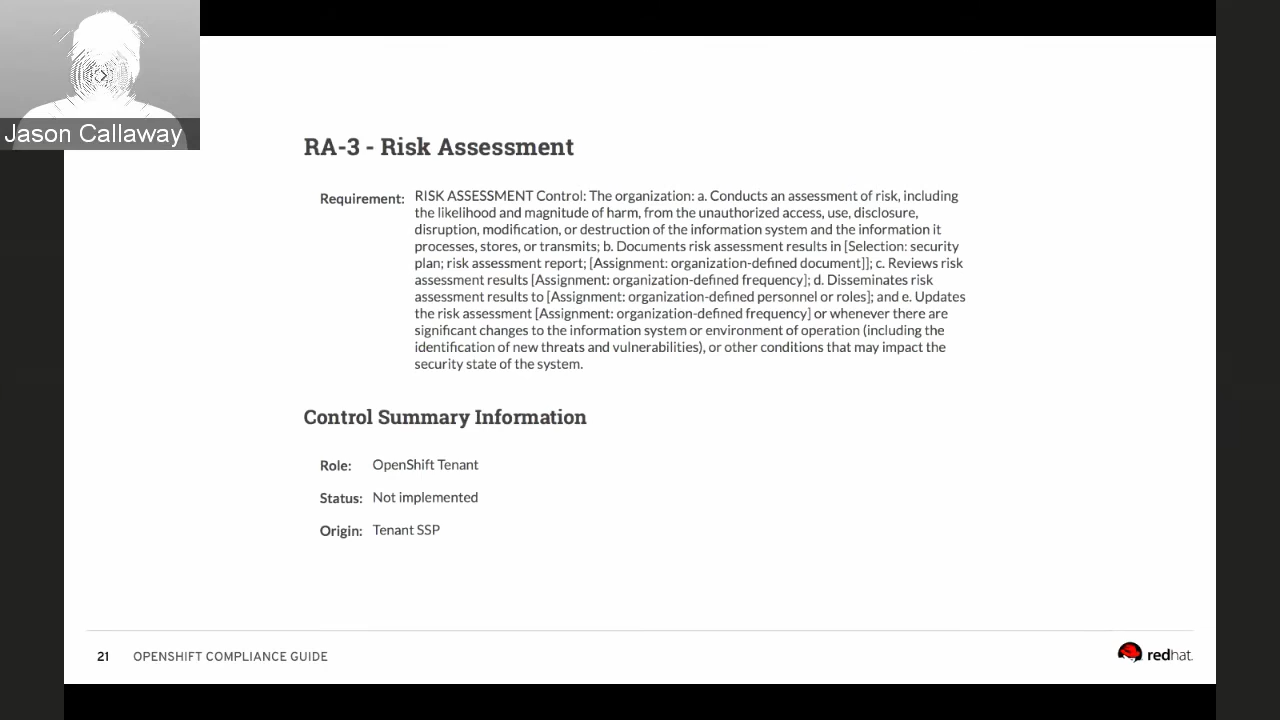 Jason Callaway
RA-3 - Risk Assessment
Requirement: RISK ASSESSMENT Control: The organization: a. Conducts an assessment of risk, including
the likelihood and magnitude of harm, from the unauthorized access, use, disclosure,
disruption, modification, or destruction of the information system and the information it
processes, stores, or transmits; b. Documents risk assessment results in [Selection: security
plan; risk assessment report; [Assignment: organization-defined document]]; c. Reviews risk
assessment results [Assignment: organization-defined frequency]; d. Disseminates risk
assessment results to [Assignment: organization-defined personnel or roles]; and e. Updates
the risk assessment [Assignment: organization-defined frequency] or whenever there are
significant changes to the information system or environment of operation (including the
identification of new threats and vulnerabilities), or other conditions that may impact the
security state of the system.
Control Summary Information
Role: OpenShift Tenant
Status: Not implemented
Origin: Tenant SSP
21 OPENSHIFT COMPLIANCE GUIDE
redhat.